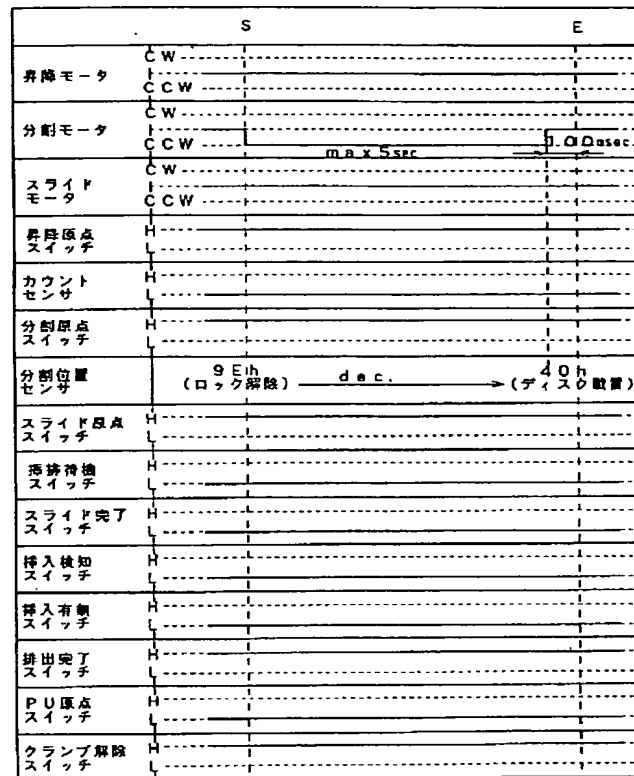 S E
昇降モータ CW
CCW
分割モータ CW
CCW max 5sec 100msec
スライド CW
モータ CCW
昇降原点 H
スイッチ L
カウント H
センサ L
分割原点 H
スイッチ L
分割位置 9Eh dec. 40h
センサ (ロック解除) (ディスク載置)
スライド原点 H
スイッチ L
挿排待機 H
スイッチ L
スライド完了 H
スイッチ L
挿入検知 H
スイッチ L
挿入有無 H
スイッチ L
排出完了 H
スイッチ L
PU原点 H
スイッチ L
クランプ解除 H
スイッチ L